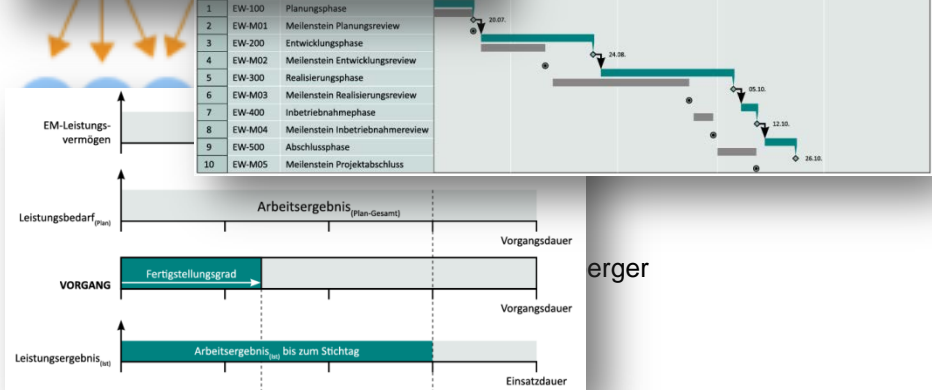 1 EW-100 Planungsphase
2 EW-M01 Meilenstein Planungsreview
3 EW-200 Entwicklungsphase
4 EW-M02 Meilenstein Entwicklungsreview
5 EW-300 Realisierungsphase
6 EW-M03 Meilenstein Realisierungsreview
7 EW-400 Inbetriebnahmephase
8 EW-M04 Meilenstein Inbetriebnahmereview
9 EW-500 Abschlussphase
10 EW-M05 Meilenstein Projektabschluss
20.07.
24.08.
05.10.
12.10.
26.10.
EM-Leistungs-
vermögen
Leistungsbedarf(Plan)
Arbeitsergebnis(Plan-Gesamt)
Vorgangsdauer
VORGANG
Fertigstellungsgrad
Vorgangsdauer
Leistungsergebnis(Ist)
Arbeitsergebnis(Ist) bis zum Stichtag
Einsatzdauer
erger